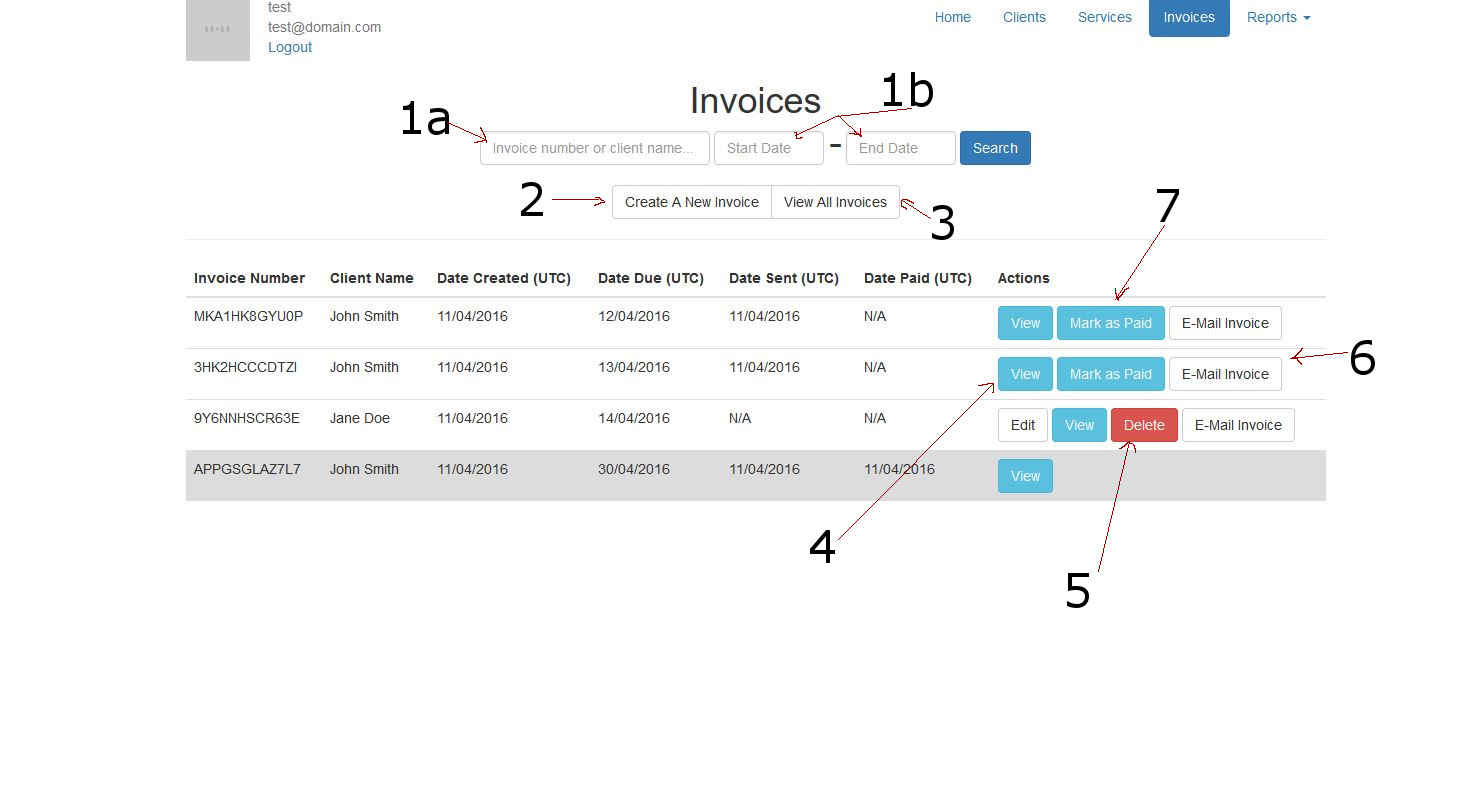 test
64×64
test@domain.com
Logout
Home Clients Services Invoices Reports
Invoices
1a
1b
Invoice number or client name... Start Date - End Date Search
2
Create A New Invoice View All Invoices
3
7
Invoice Number Client Name Date Created (UTC) Date Due (UTC) Date Sent (UTC) Date Paid (UTC) Actions
MKA1HK8GYU0P John Smith 11/04/2016 12/04/2016 11/04/2016 N/A View Mark as Paid E-Mail Invoice
3HK2HCCCDTZI John Smith 11/04/2016 13/04/2016 11/04/2016 N/A View Mark as Paid E-Mail Invoice
6
9Y6NNHSCR63E Jane Doe 11/04/2016 14/04/2016 N/A N/A Edit View Delete E-Mail Invoice
APPGSGLAZ7L7 John Smith 11/04/2016 30/04/2016 11/04/2016 11/04/2016 View
4
5